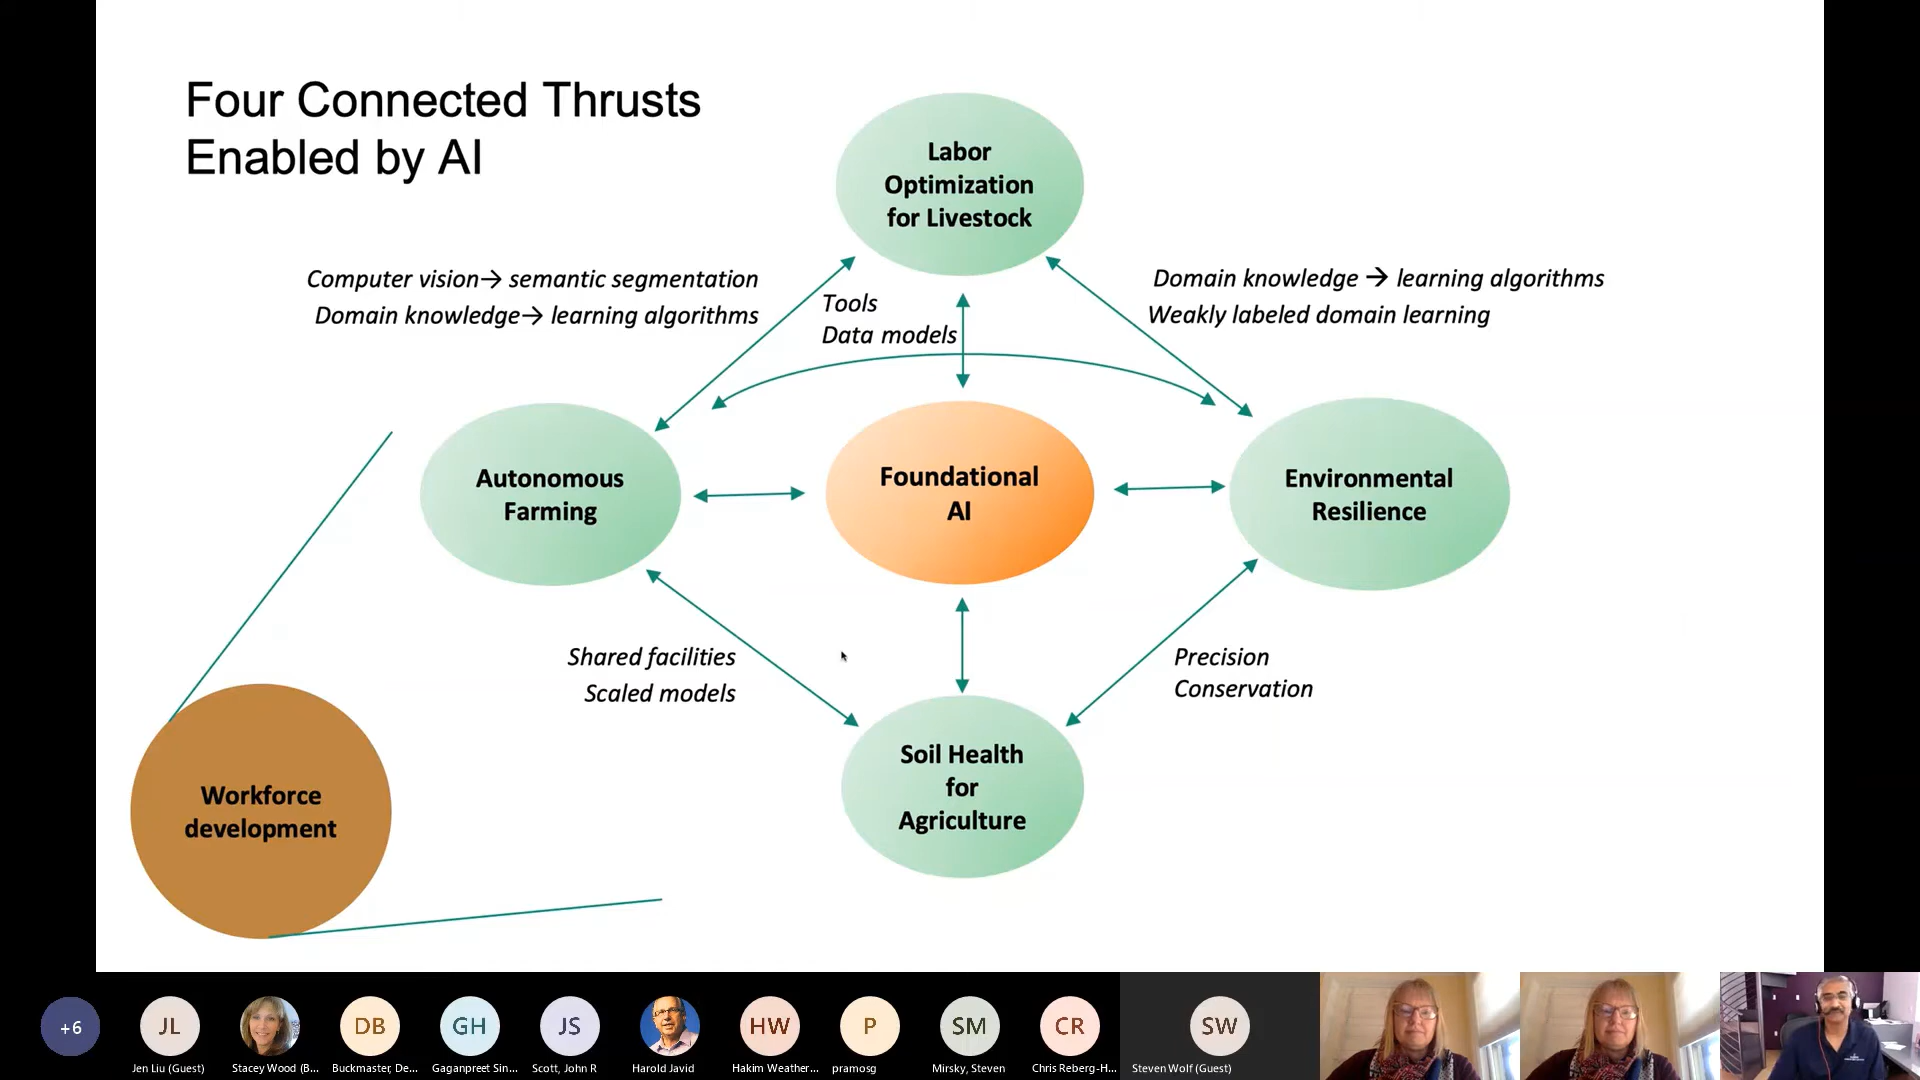 Four Connected Thrusts
Enabled by AI
Labor
Optimization
for Livestock
Computer vision→ semantic segmentation
Domain knowledge→ learning algorithms
Tools
Data models
Domain knowledge → learning algorithms
Weakly labeled domain learning
Autonomous
Farming
Foundational
AI
Environmental
Resilience
Shared facilities
Scaled models
Precision
Conservation
Soil Health
for
Agriculture
Workforce
development
+6
JL
DB
GH
JS
HW
P
SM
CR
SW
Jen Liu (Guest)
Stacey Wood (B...
Buckmaster, De...
Gaganpreet Sin...
Scott, John R
Harold Javid
Hakim Weather...
pramosg
Mirsky, Steven
Chris Reberg-H...
Steven Wolf (Guest)